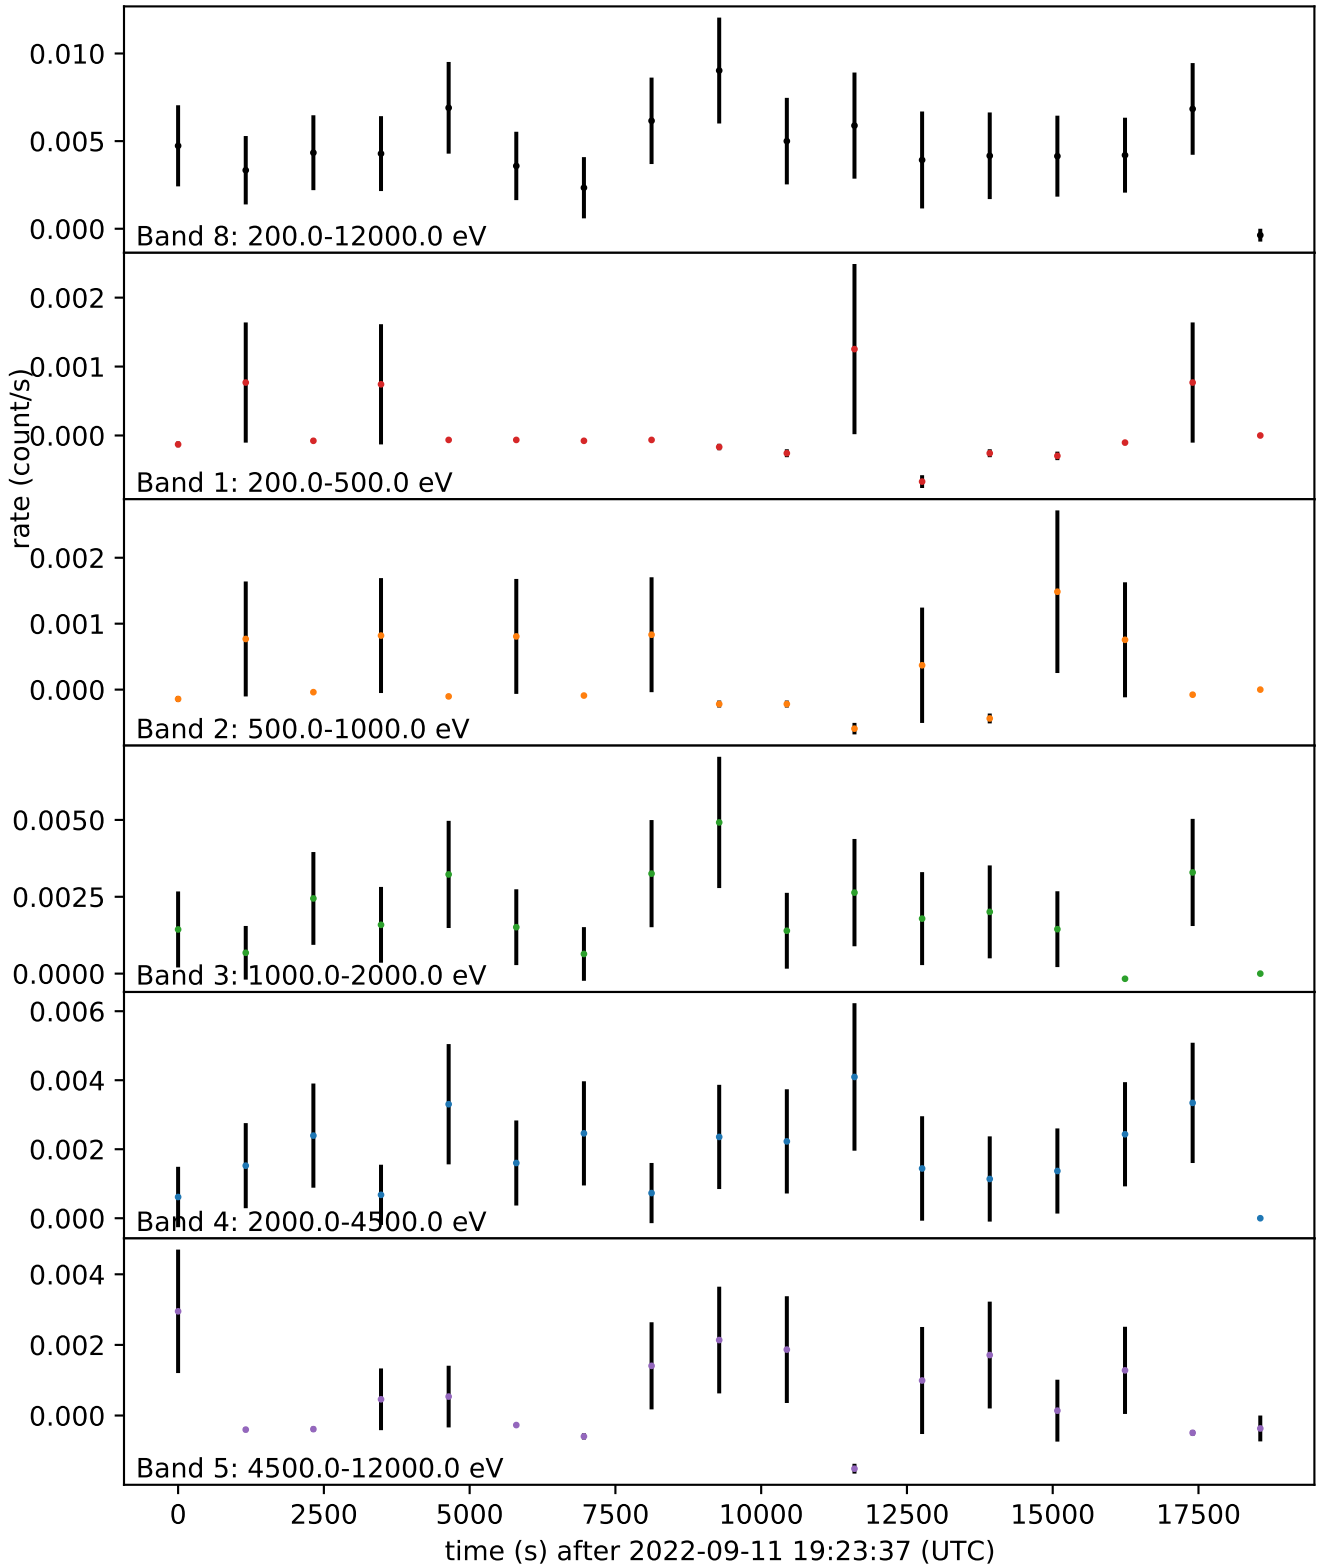 0.010
0.005
0.000
Band 8: 200.0-12000.0 eV
0.002
0.001
0.000
Band 1: 200.0-500.0 eV
rate (count/s)
0.002
0.001
0.000
Band 2: 500.0-1000.0 eV
0.0050
0.0025
0.0000
Band 3: 1000.0-2000.0 eV
0.006
0.004
0.002
0.000
Band 4: 2000.0-4500.0 eV
0.004
0.002
0.000
Band 5: 4500.0-12000.0 eV
0 2500 5000 7500 10000 12500 15000 17500
time (s) after 2022-09-11 19:23:37 (UTC)